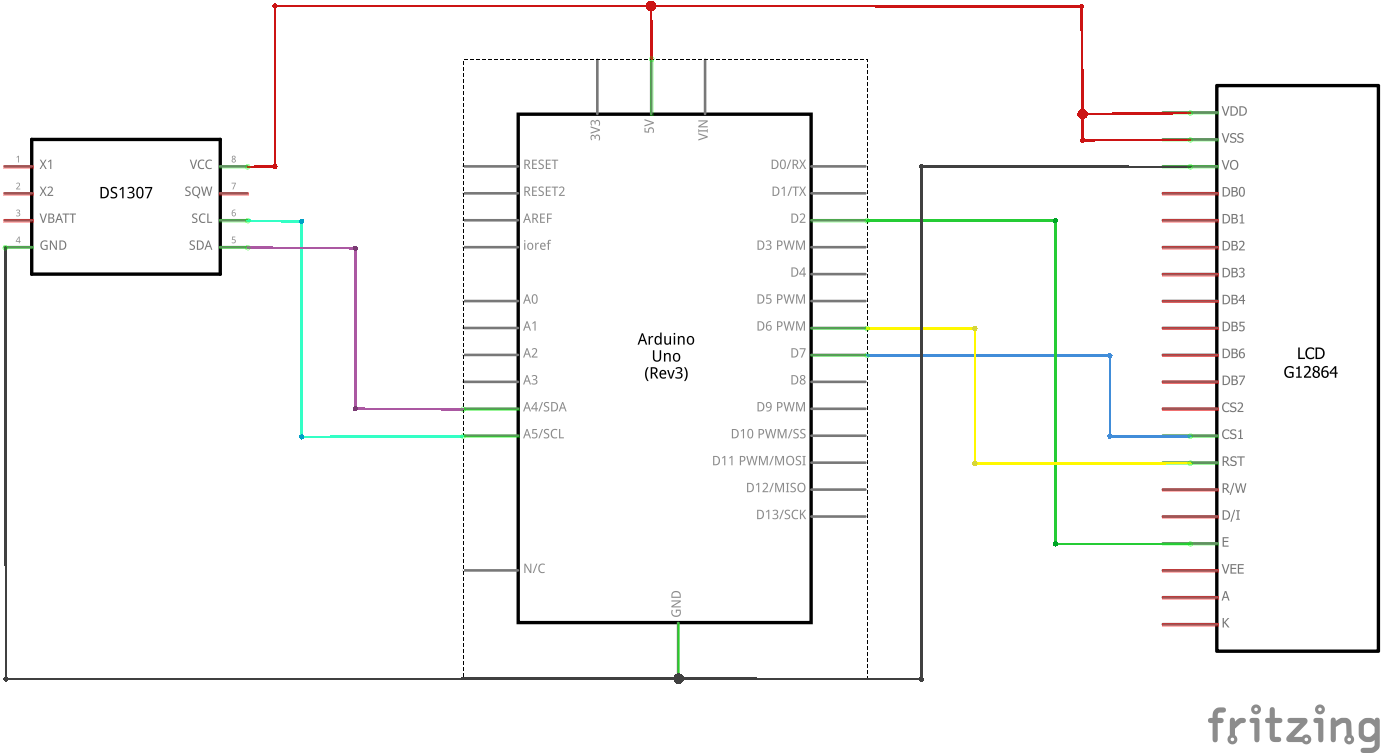 1 X1
2 X2
3 VBATT
4 GND
DS1307
VCC 8
SQW 7
SCL 6
SDA 5
3V3
5V
VIN
RESET
RESET2
AREF
ioref
A0
A1
A2
A3
A4/SDA
A5/SCL
N/C
Arduino
Uno
(Rev3)
D0/RX
D1/TX
D2
D3 PWM
D4
D5 PWM
D6 PWM
D7
D8
D9 PWM
D10 PWM/SS
D11 PWM/MOSI
D12/MISO
D13/SCK
GND
VDD
VSS
VO
DB0
DB1
DB2
DB3
DB4
DB5
DB6
DB7
CS2
CS1
RST
R/W
D/I
E
VEE
A
K
LCD
G12864
fritzing